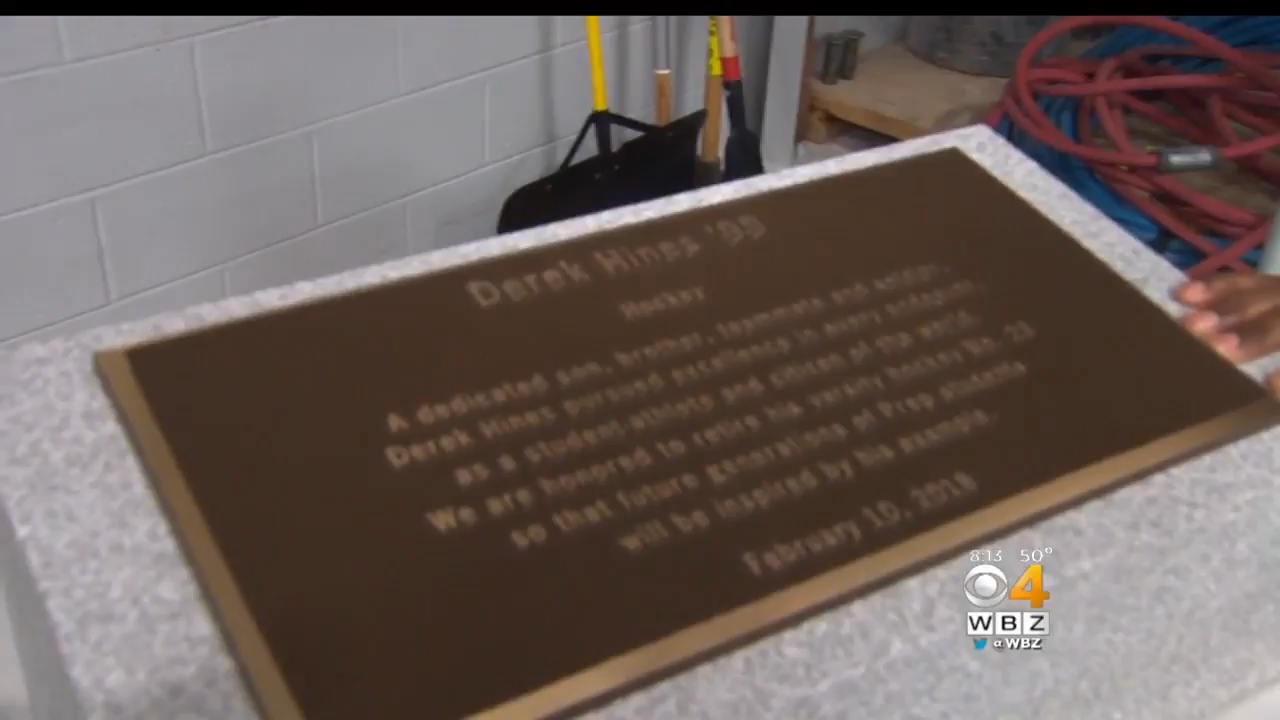 Derek Hines '99
Hockey
A dedicated son, brother, teammate and soldier,
Derek Hines pursued excellence in every endeavor,
as a student-athlete and citizen of the world.
We are honored to retire his varsity hockey No. 23
so that future generations of Prep students
will be inspired by his example.
February 10, 2018
8:13 50°
4
WBZ
@WBZ